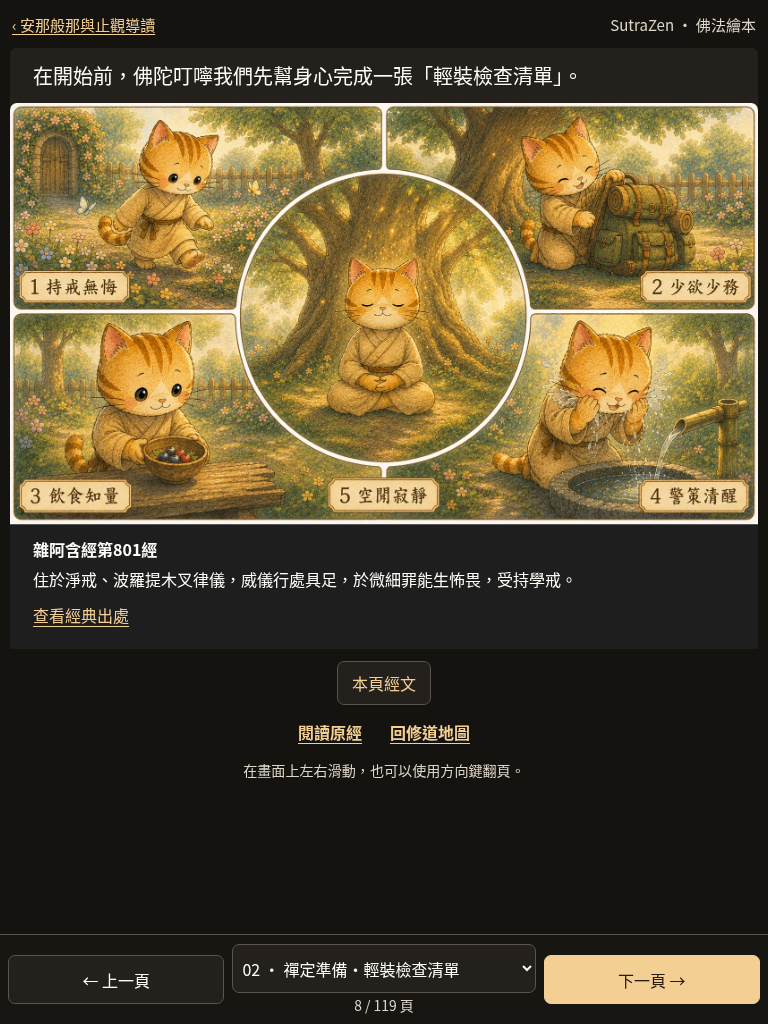 ‹ 安那般那與止觀導讀
SutraZen · 佛法繪本
在開始前，佛陀叮嚀我們先幫身心完成一張「輕裝檢查清單」。
1 持戒無悔
2 少欲少務
3 飲食知量
5 空閒寂靜
4 警策清醒
雜阿含經第801經
住於淨戒、波羅提木叉律儀，威儀行處具足，於微細罪能生怖畏，受持學戒。
查看經典出處
本頁經文
閱讀原經
回修道地圖
在畫面上左右滑動，也可以使用方向鍵翻頁。
← 上一頁
02 · 禪定準備·輕裝檢查清單
下一頁 →
8 / 119 頁